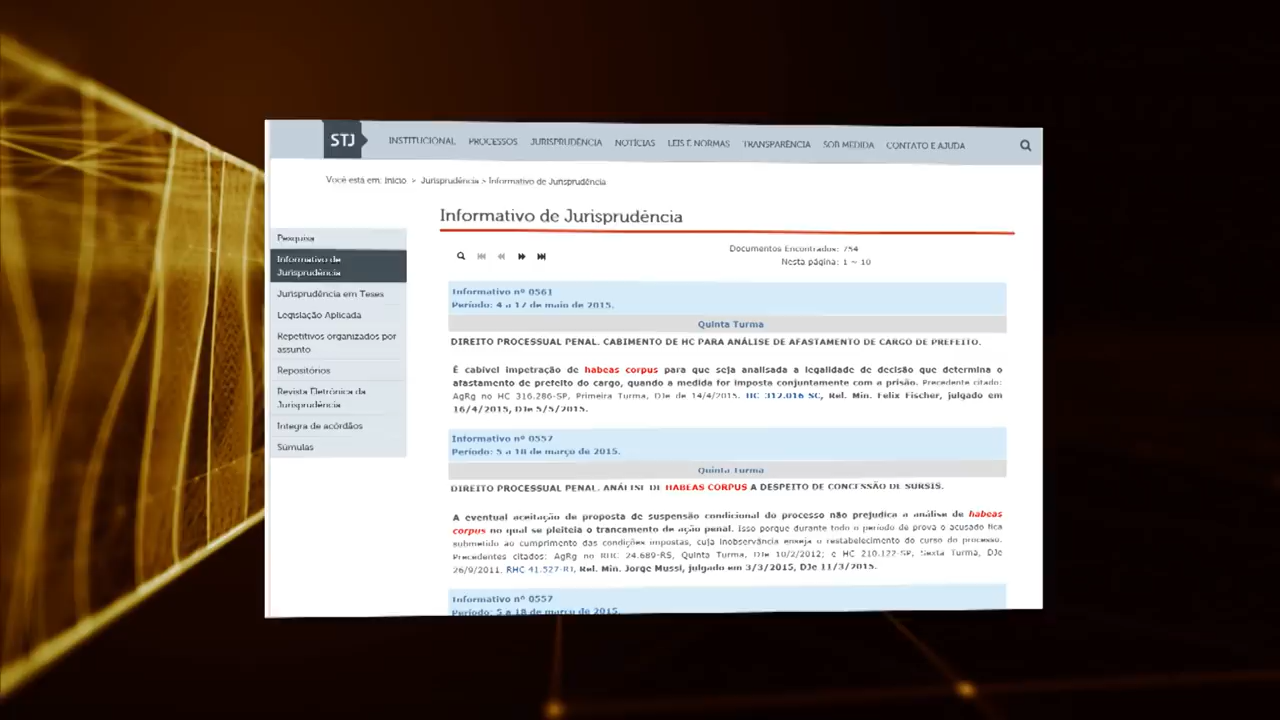 STJ INSTITUCIONAL PROCESSOS JURISPRUDÊNCIA NOTÍCIAS LEIS E NORMAS TRANSPARÊNCIA SOB MEDIDA CONTATO E AJUDA
Você está em: Início > Jurisprudência > Informativo de Jurisprudência
Informativo de Jurisprudência
Pesquisa
Informativo de
Jurisprudência
Jurisprudência em Teses
Legislação Aplicada
Repetitivos organizados por
assunto
Repositórios
Revista Eletrônica da
Jurisprudência
Íntegra de acórdãos
Súmulas
Documentos Encontrados: 754
Nesta página: 1 ~ 10
Informativo nº 0561
Período: 4 a 17 de maio de 2015.
Quinta Turma
DIREITO PROCESSUAL PENAL. CABIMENTO DE HC PARA ANÁLISE DE AFASTAMENTO DE CARGO DE PREFEITO.
É cabível impetração de habeas corpus para que seja analisada a legalidade de decisão que determina o
afastamento de prefeito do cargo, quando a medida for imposta conjuntamente com a prisão. Precedente citado:
AgRg no HC 316.286-SP, Primeira Turma, DJe de 14/4/2015. HC 312.016-SC, Rel. Min. Felix Fischer, julgado em
16/4/2015, DJe 5/5/2015.
Informativo nº 0557
Período: 5 a 18 de março de 2015.
Quinta Turma
DIREITO PROCESSUAL PENAL. ANÁLISE DE HABEAS CORPUS A DESPEITO DE CONCESSÃO DE SURSIS.
A eventual aceitação de proposta de suspensão condicional do processo não prejudica a análise de habeas
corpus no qual se pleiteia o trancamento de ação penal. Isso porque durante todo o período de prova o acusado fica
submetido ao cumprimento das condições impostas, cuja inobservância enseja o restabelecimento do curso do processo.
Precedentes citados: AgRg no RHC 24.689-RS, Quinta Turma, DJe 10/2/2012; e HC 210.122-SP, Sexta Turma, DJe
26/9/2011. RHC 41.527-RJ, Rel. Min. Jorge Mussi, julgado em 3/3/2015, DJe 11/3/2015.
Informativo nº 0557
Período: 5 a 18 de março de 2015.